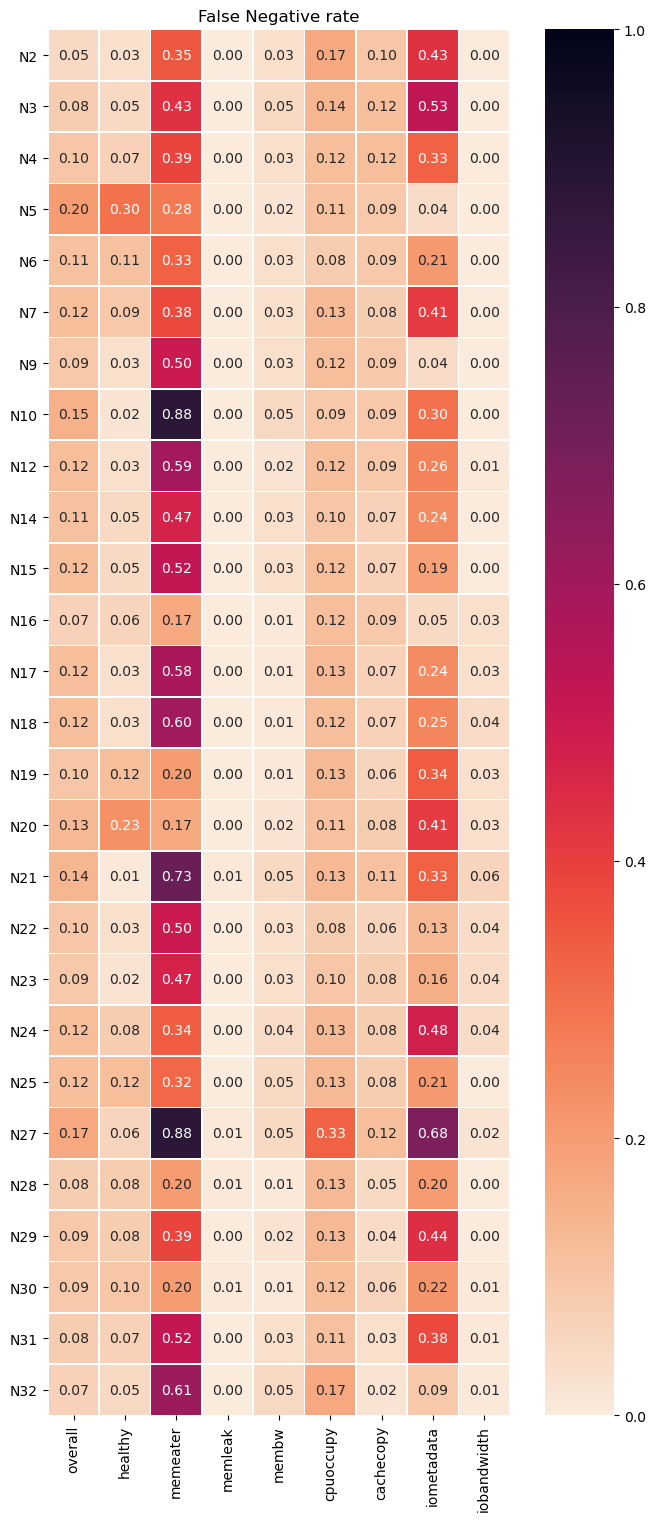 False Negative rate
N2 0.05 0.03 0.35 0.00 0.03 0.17 0.10 0.43 0.00
N3 0.08 0.05 0.43 0.00 0.05 0.14 0.12 0.53 0.00
N4 0.10 0.07 0.39 0.00 0.03 0.12 0.12 0.33 0.00
N5 0.20 0.30 0.28 0.00 0.02 0.11 0.09 0.04 0.00
N6 0.11 0.11 0.33 0.00 0.03 0.08 0.09 0.21 0.00
N7 0.12 0.09 0.38 0.00 0.03 0.13 0.08 0.41 0.00
N9 0.09 0.03 0.50 0.00 0.03 0.12 0.09 0.04 0.00
N10 0.15 0.02 0.88 0.00 0.05 0.09 0.09 0.30 0.00
N12 0.12 0.03 0.59 0.00 0.02 0.12 0.09 0.26 0.01
N14 0.11 0.05 0.47 0.00 0.03 0.10 0.07 0.24 0.00
N15 0.12 0.05 0.52 0.00 0.03 0.12 0.07 0.19 0.00
N16 0.07 0.06 0.17 0.00 0.01 0.12 0.09 0.05 0.03
N17 0.12 0.03 0.58 0.00 0.01 0.13 0.07 0.24 0.03
N18 0.12 0.03 0.60 0.00 0.01 0.12 0.07 0.25 0.04
N19 0.10 0.12 0.20 0.00 0.01 0.13 0.06 0.34 0.03
N20 0.13 0.23 0.17 0.00 0.02 0.11 0.08 0.41 0.03
N21 0.14 0.01 0.73 0.01 0.05 0.13 0.11 0.33 0.06
N22 0.10 0.03 0.50 0.00 0.03 0.08 0.06 0.13 0.04
N23 0.09 0.02 0.47 0.00 0.03 0.10 0.08 0.16 0.04
N24 0.12 0.08 0.34 0.00 0.04 0.13 0.08 0.48 0.04
N25 0.12 0.12 0.32 0.00 0.05 0.13 0.08 0.21 0.00
N27 0.17 0.06 0.88 0.01 0.05 0.33 0.12 0.68 0.02
N28 0.08 0.08 0.20 0.01 0.01 0.13 0.05 0.20 0.00
N29 0.09 0.08 0.39 0.00 0.02 0.13 0.04 0.44 0.00
N30 0.09 0.10 0.20 0.01 0.01 0.12 0.06 0.22 0.01
N31 0.08 0.07 0.52 0.00 0.03 0.11 0.03 0.38 0.01
N32 0.07 0.05 0.61 0.00 0.05 0.17 0.02 0.09 0.01
overall
healthy
memeater
memleak
membw
cpuoccupy
cachecopy
iometadata
iobandwidth
1.0
0.8
0.6
0.4
0.2
0.0